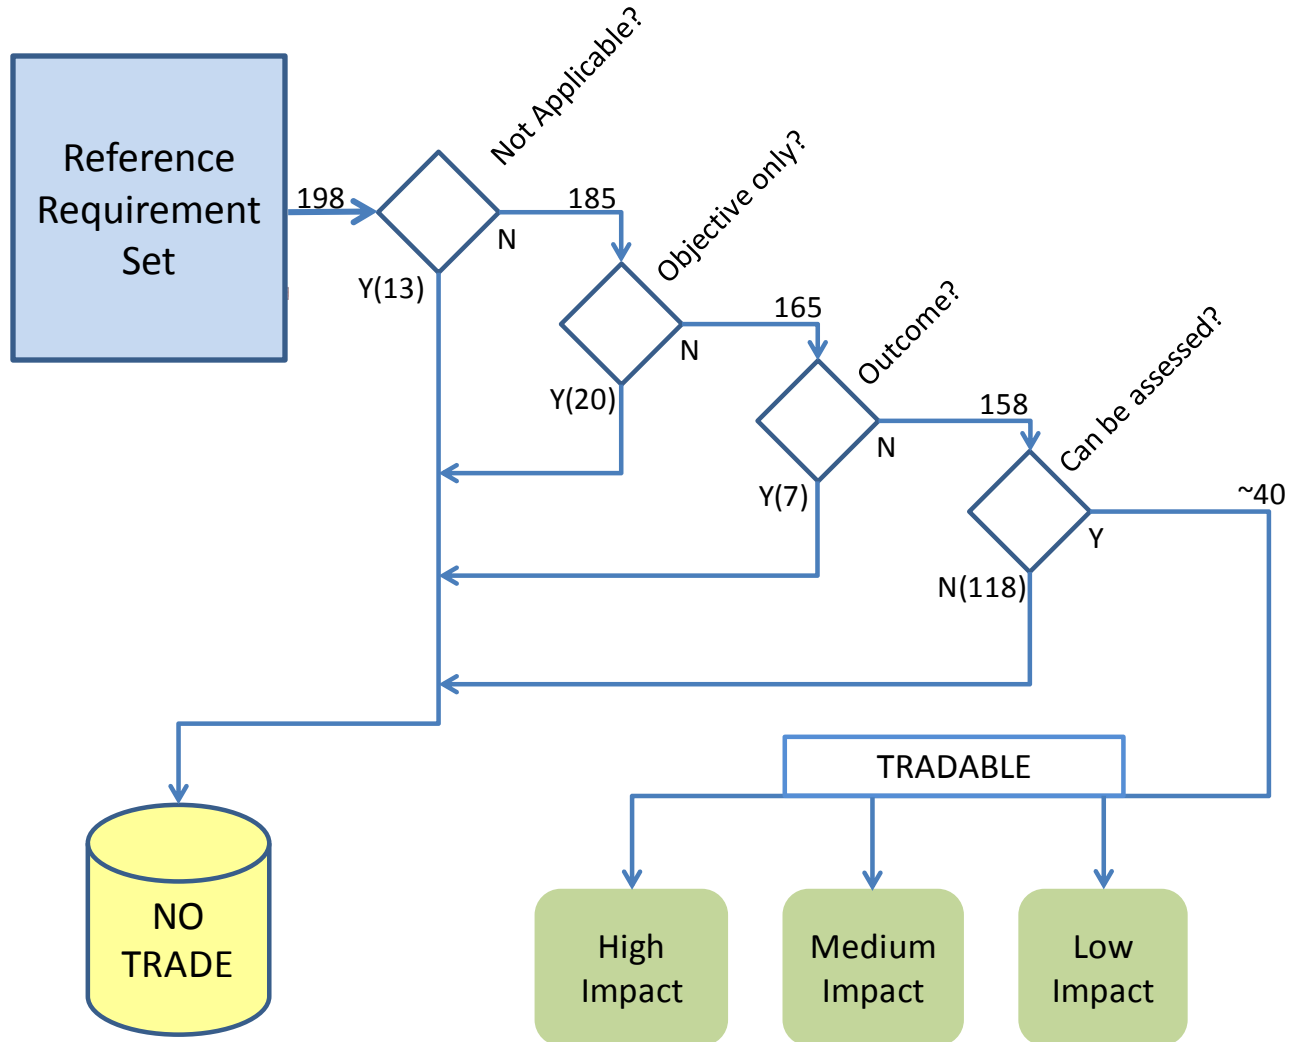 Reference
Requirement
Set
198
Not Applicable?
185
N
Y(13)
Objective only?
165
N
Y(20)
Outcome?
158
N
Y(7)
Can be assessed?
~40
Y
N(118)
TRADABLE
NO
TRADE
High
Impact
Medium
Impact
Low
Impact